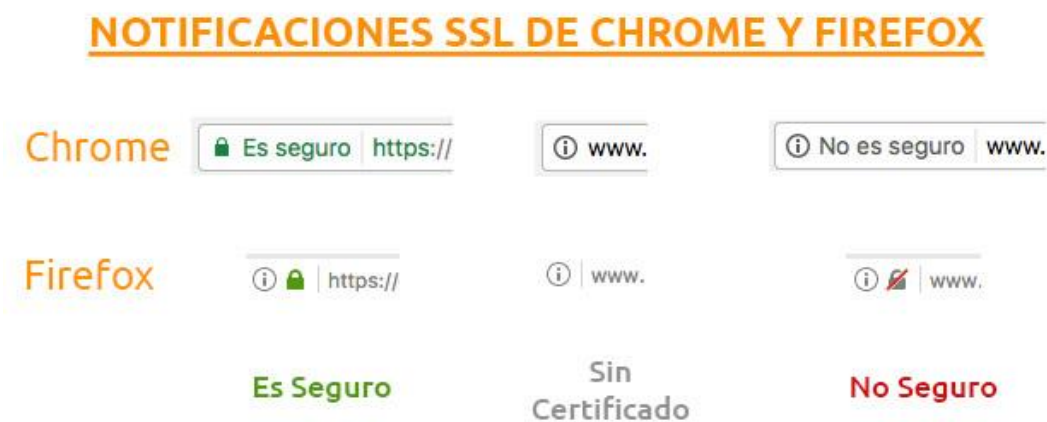 NOTIFICACIONES SSL DE CHROME Y FIREFOX
Chrome
Es seguro https://
www.
No es seguro www.
Firefox
https://
www.
www.
Es Seguro
Sin
Certificado
No Seguro